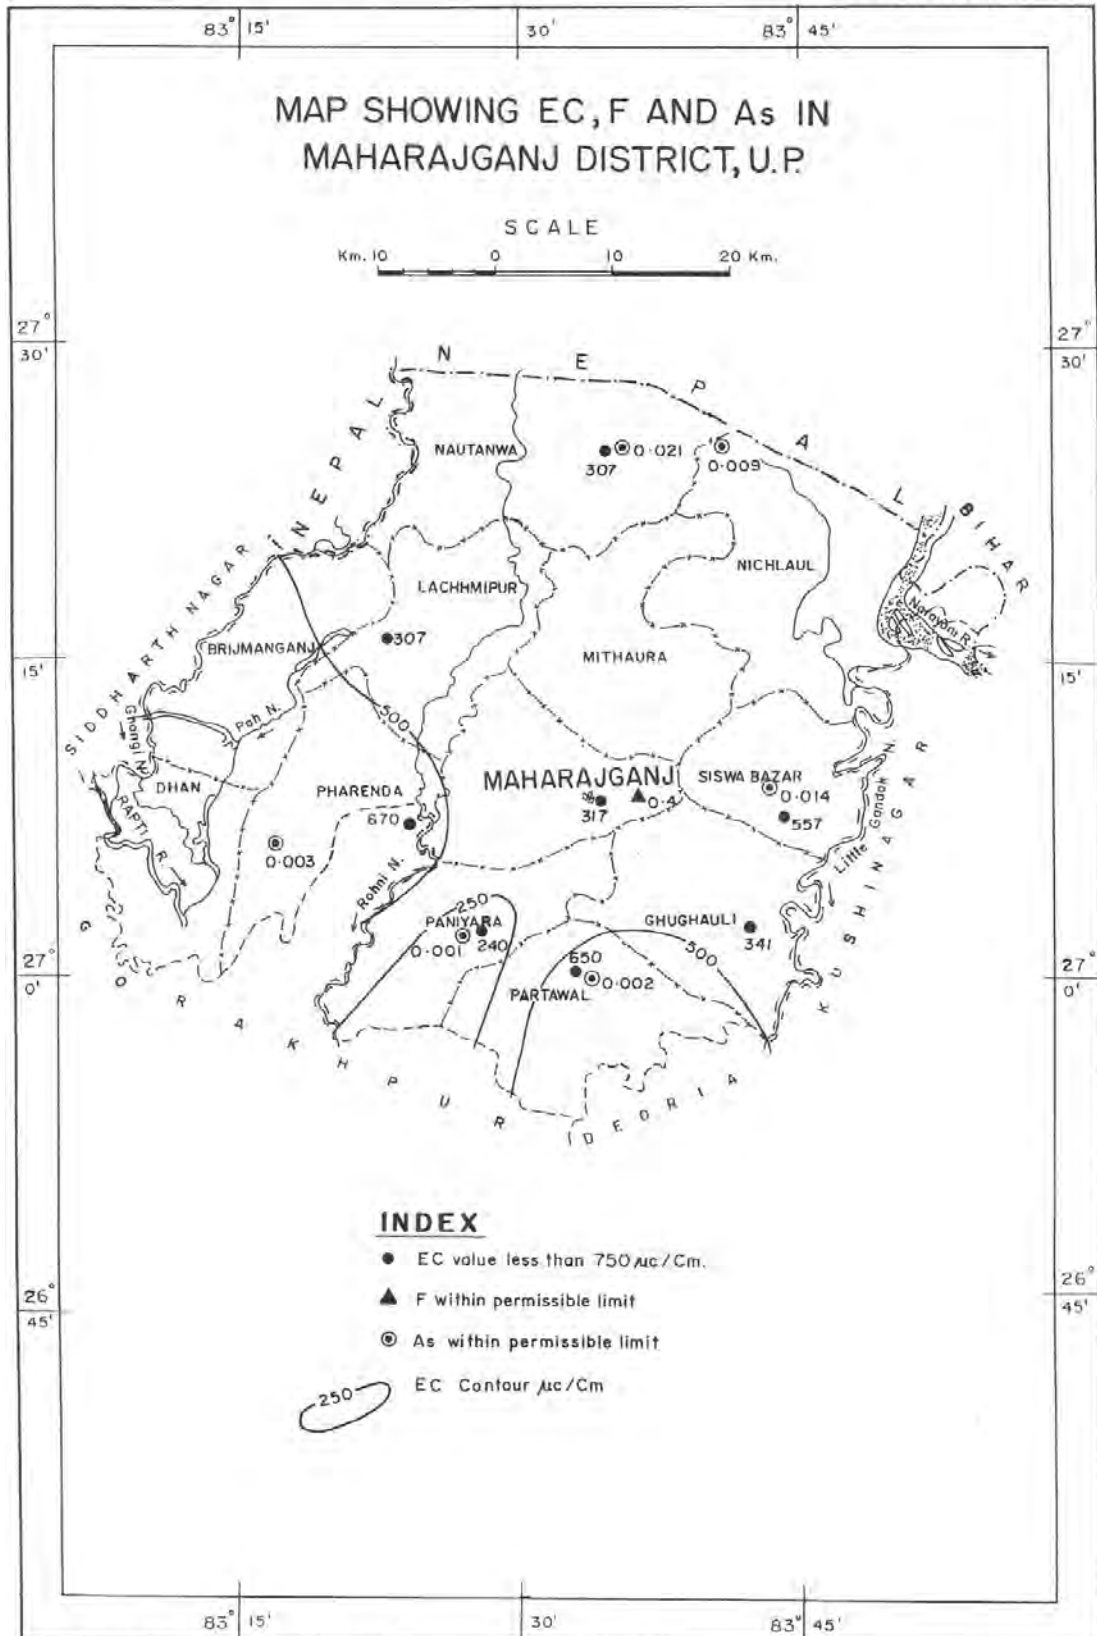 83° 15' 30' 83° 45'
MAP SHOWING EC, F AND As IN
MAHARAJGANJ DISTRICT, U.P.
SCALE
Km. 10 0 10 20 Km.
27° 30'
27° 30'
NEPAL
NEPAL
NAUTANWA
307
0.021
0.009
BIHAR
SIDDHARTH NAGAR
LACHHMIPUR
NICHLAUL
Narayani R.
307
BRIJMANGANJ
MITHAURA
15'
15'
500
Ghongi N.
Pah N.
DHAN
PHARENDA
MAHARAJGANJ
SISWA BAZAR
0.014
317
0.4
557
670
RAPTI R.
0.003
Little Gandak N.
KUSHINAGAR
Rohni N.
250
PANIYARA
0.001
240
GHUGHAULI
341
500
650
0.002
PARTAWAL
27° 0'
27° 0'
GORAKHPUR
DEORIA
INDEX
EC value less than 750 µc/Cm.
F within permissible limit
As within permissible limit
250
EC Contour µc/Cm
26° 45'
26° 45'
83° 15' 30' 83° 45'